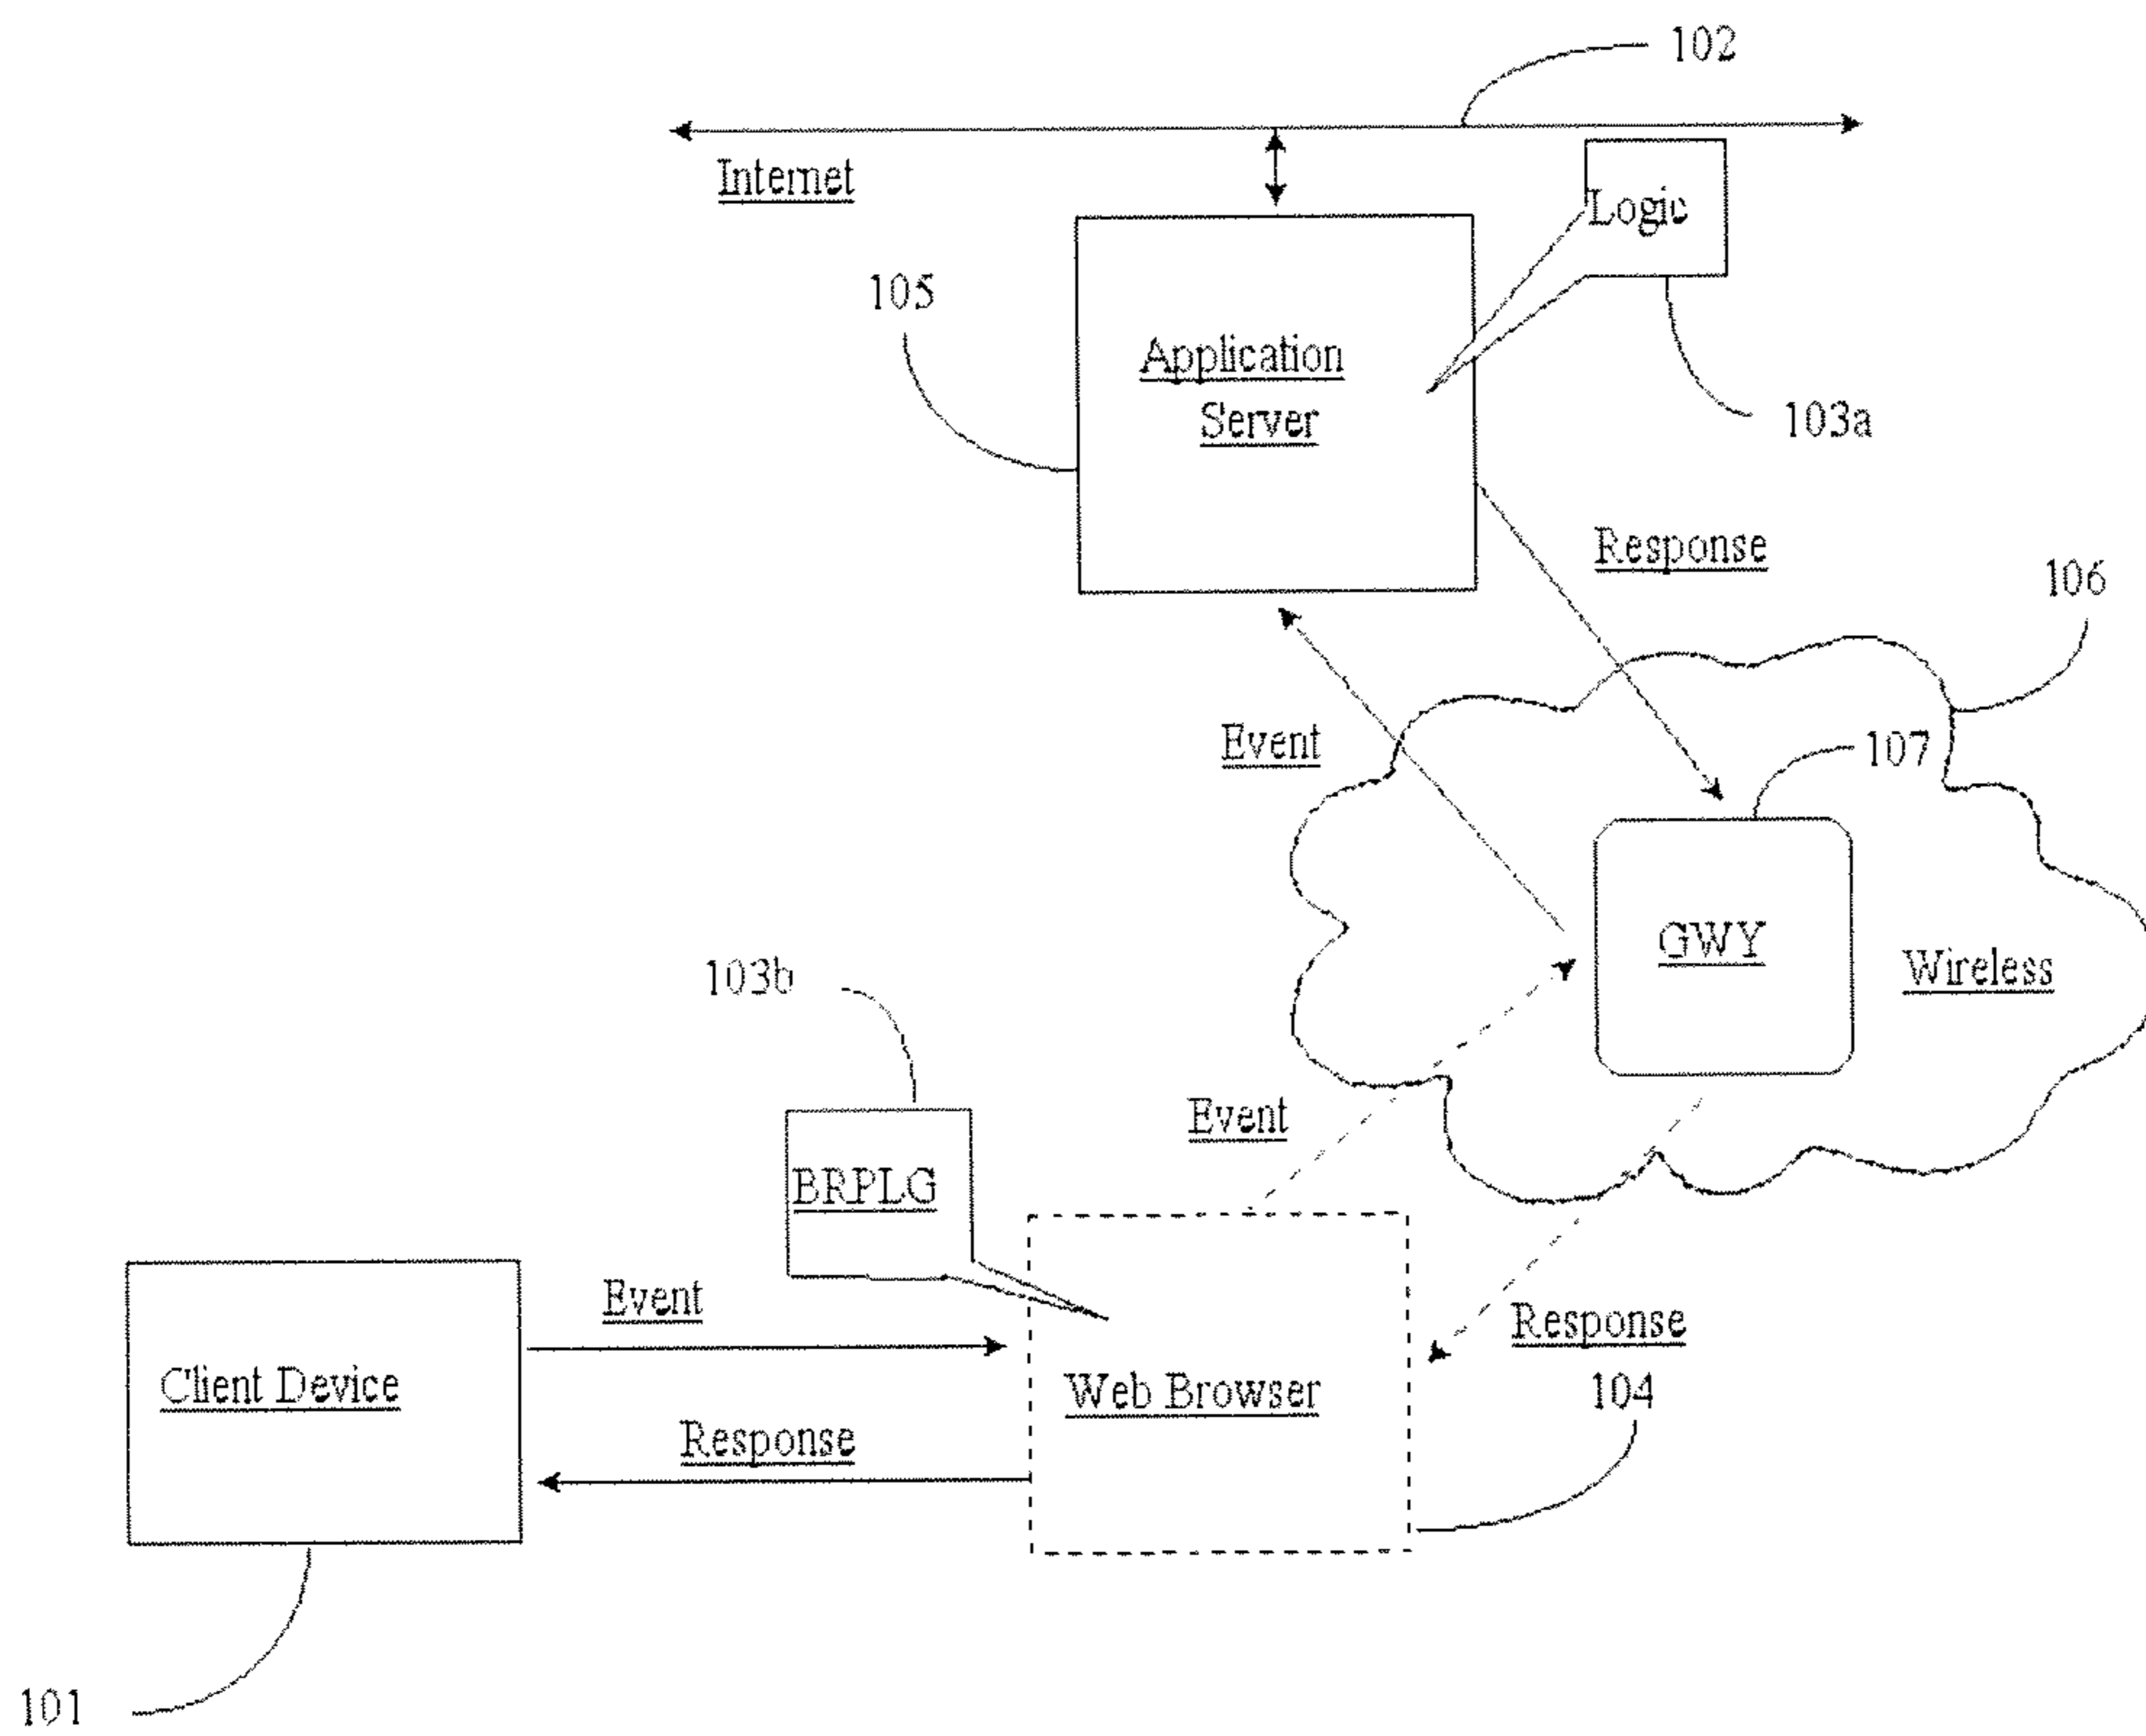 102
Internet
Logic
105
Application
Server
103a
Response
106
Event
107
GWY
Wireless
103b
Event
BRPLG
Event
Client Device
Web Browser
Response
104
Response
101